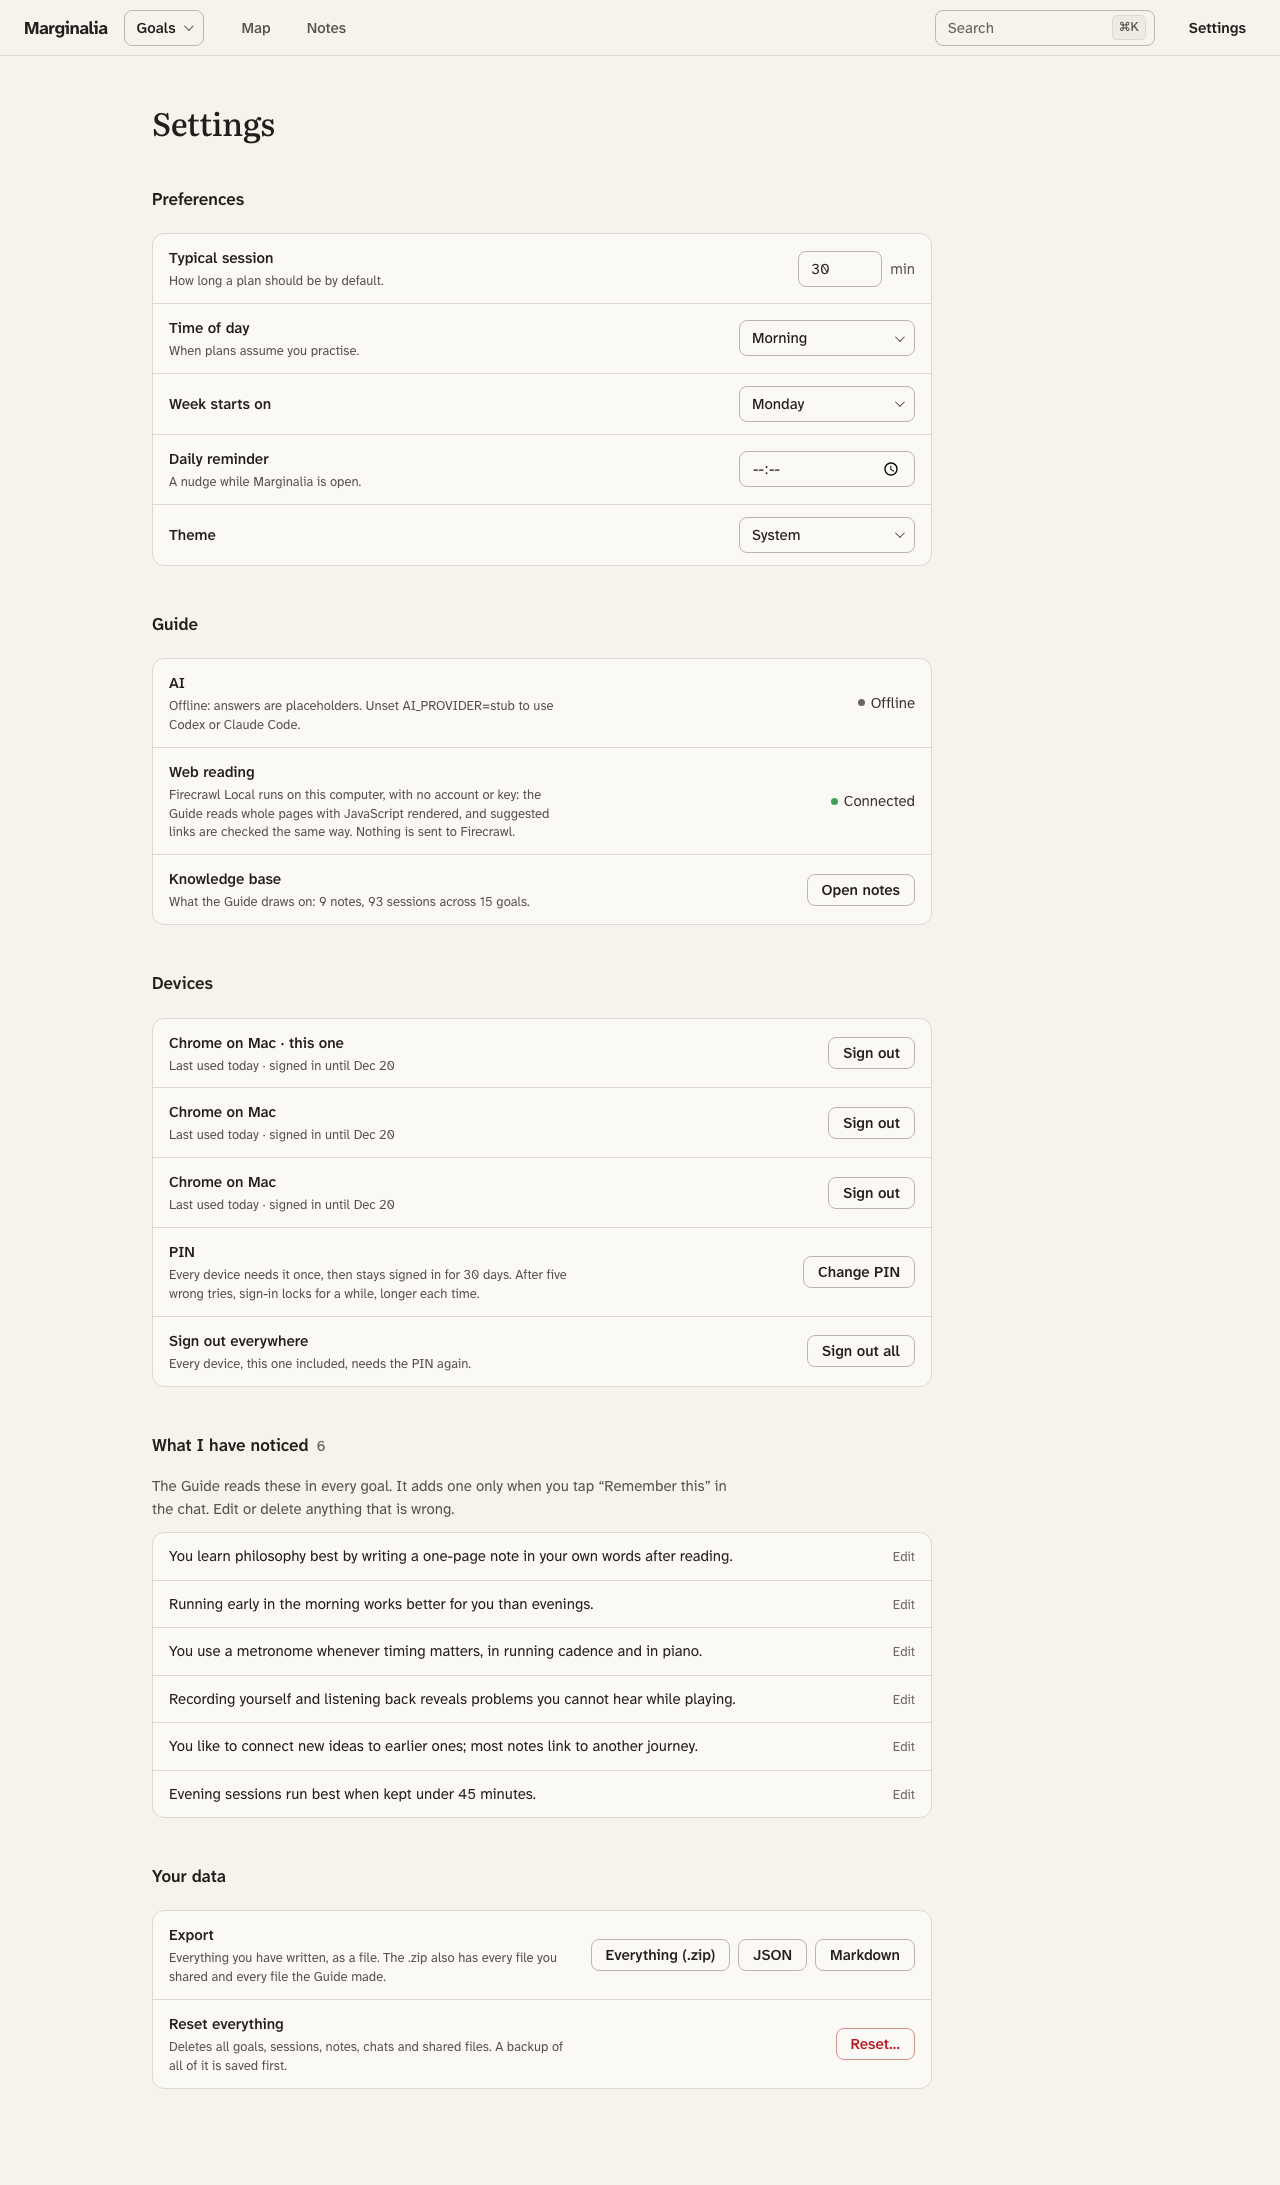 Marginalia Goals Map Notes Search ⌘K Settings
Settings
Preferences
Typical session
How long a plan should be by default.
30 min
Time of day
When plans assume you practise.
Morning
Week starts on
Monday
Daily reminder
A nudge while Marginalia is open.
--:--
Theme
System
Guide
AI
Offline: answers are placeholders. Unset AI_PROVIDER=stub to use
Codex or Claude Code.
Offline
Web reading
Firecrawl Local runs on this computer, with no account or key: the
Guide reads whole pages with JavaScript rendered, and suggested
links are checked the same way. Nothing is sent to Firecrawl.
Connected
Knowledge base
What the Guide draws on: 9 notes, 93 sessions across 15 goals.
Open notes
Devices
Chrome on Mac · this one
Last used today · signed in until Dec 20
Sign out
Chrome on Mac
Last used today · signed in until Dec 20
Sign out
Chrome on Mac
Last used today · signed in until Dec 20
Sign out
PIN
Every device needs it once, then stays signed in for 30 days. After five
wrong tries, sign-in locks for a while, longer each time.
Change PIN
Sign out everywhere
Every device, this one included, needs the PIN again.
Sign out all
What I have noticed 6
The Guide reads these in every goal. It adds one only when you tap “Remember this” in
the chat. Edit or delete anything that is wrong.
You learn philosophy best by writing a one-page note in your own words after reading. Edit
Running early in the morning works better for you than evenings. Edit
You use a metronome whenever timing matters, in running cadence and in piano. Edit
Recording yourself and listening back reveals problems you cannot hear while playing. Edit
You like to connect new ideas to earlier ones; most notes link to another journey. Edit
Evening sessions run best when kept under 45 minutes. Edit
Your data
Export
Everything you have written, as a file. The .zip also has every file you
shared and every file the Guide made.
Everything (.zip) JSON Markdown
Reset everything
Deletes all goals, sessions, notes, chats and shared files. A backup of
all of it is saved first.
Reset…